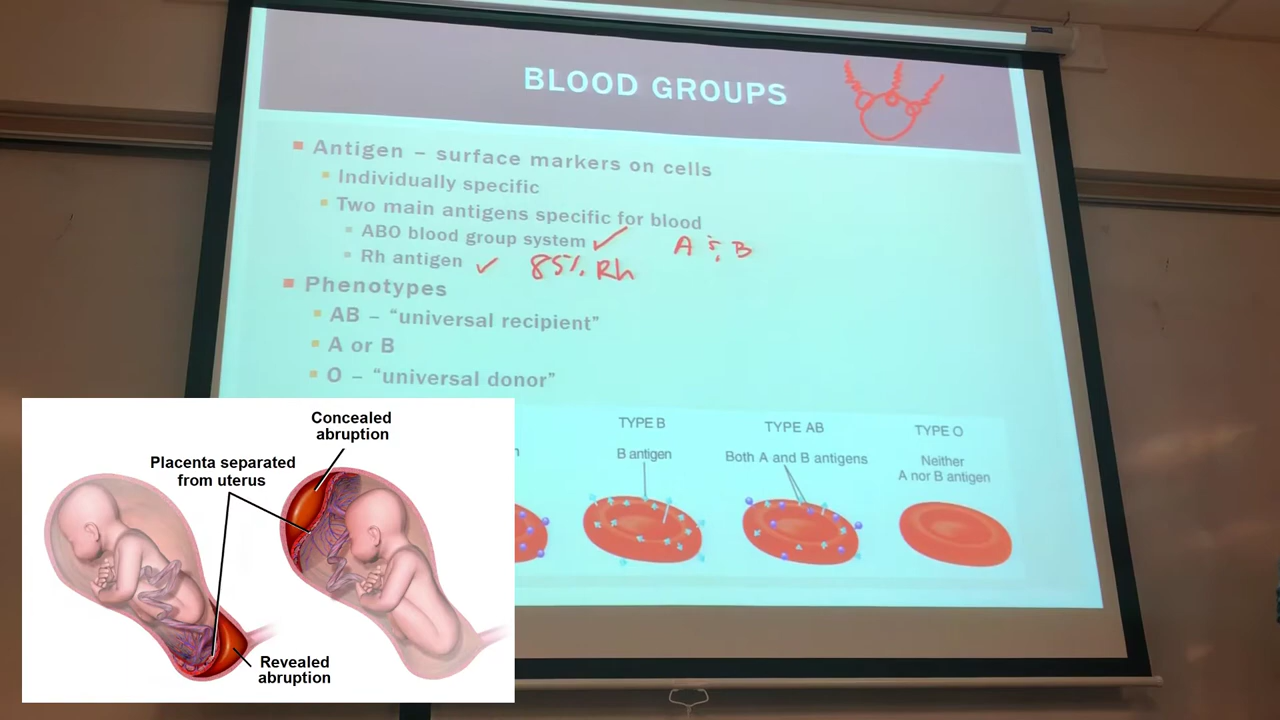 BLOOD GROUPS
Antigen – surface markers on cells
Individually specific
Two main antigens specific for blood
ABO blood group system
A & B
Rh antigen
85% Rh
Phenotypes
AB – “universal recipient”
A or B
O – “universal donor”
TYPE B
TYPE AB
TYPE O
B antigen
Both A and B antigens
Neither
A nor B antigen
Concealed
abruption
Placenta separated
from uterus
Revealed
abruption